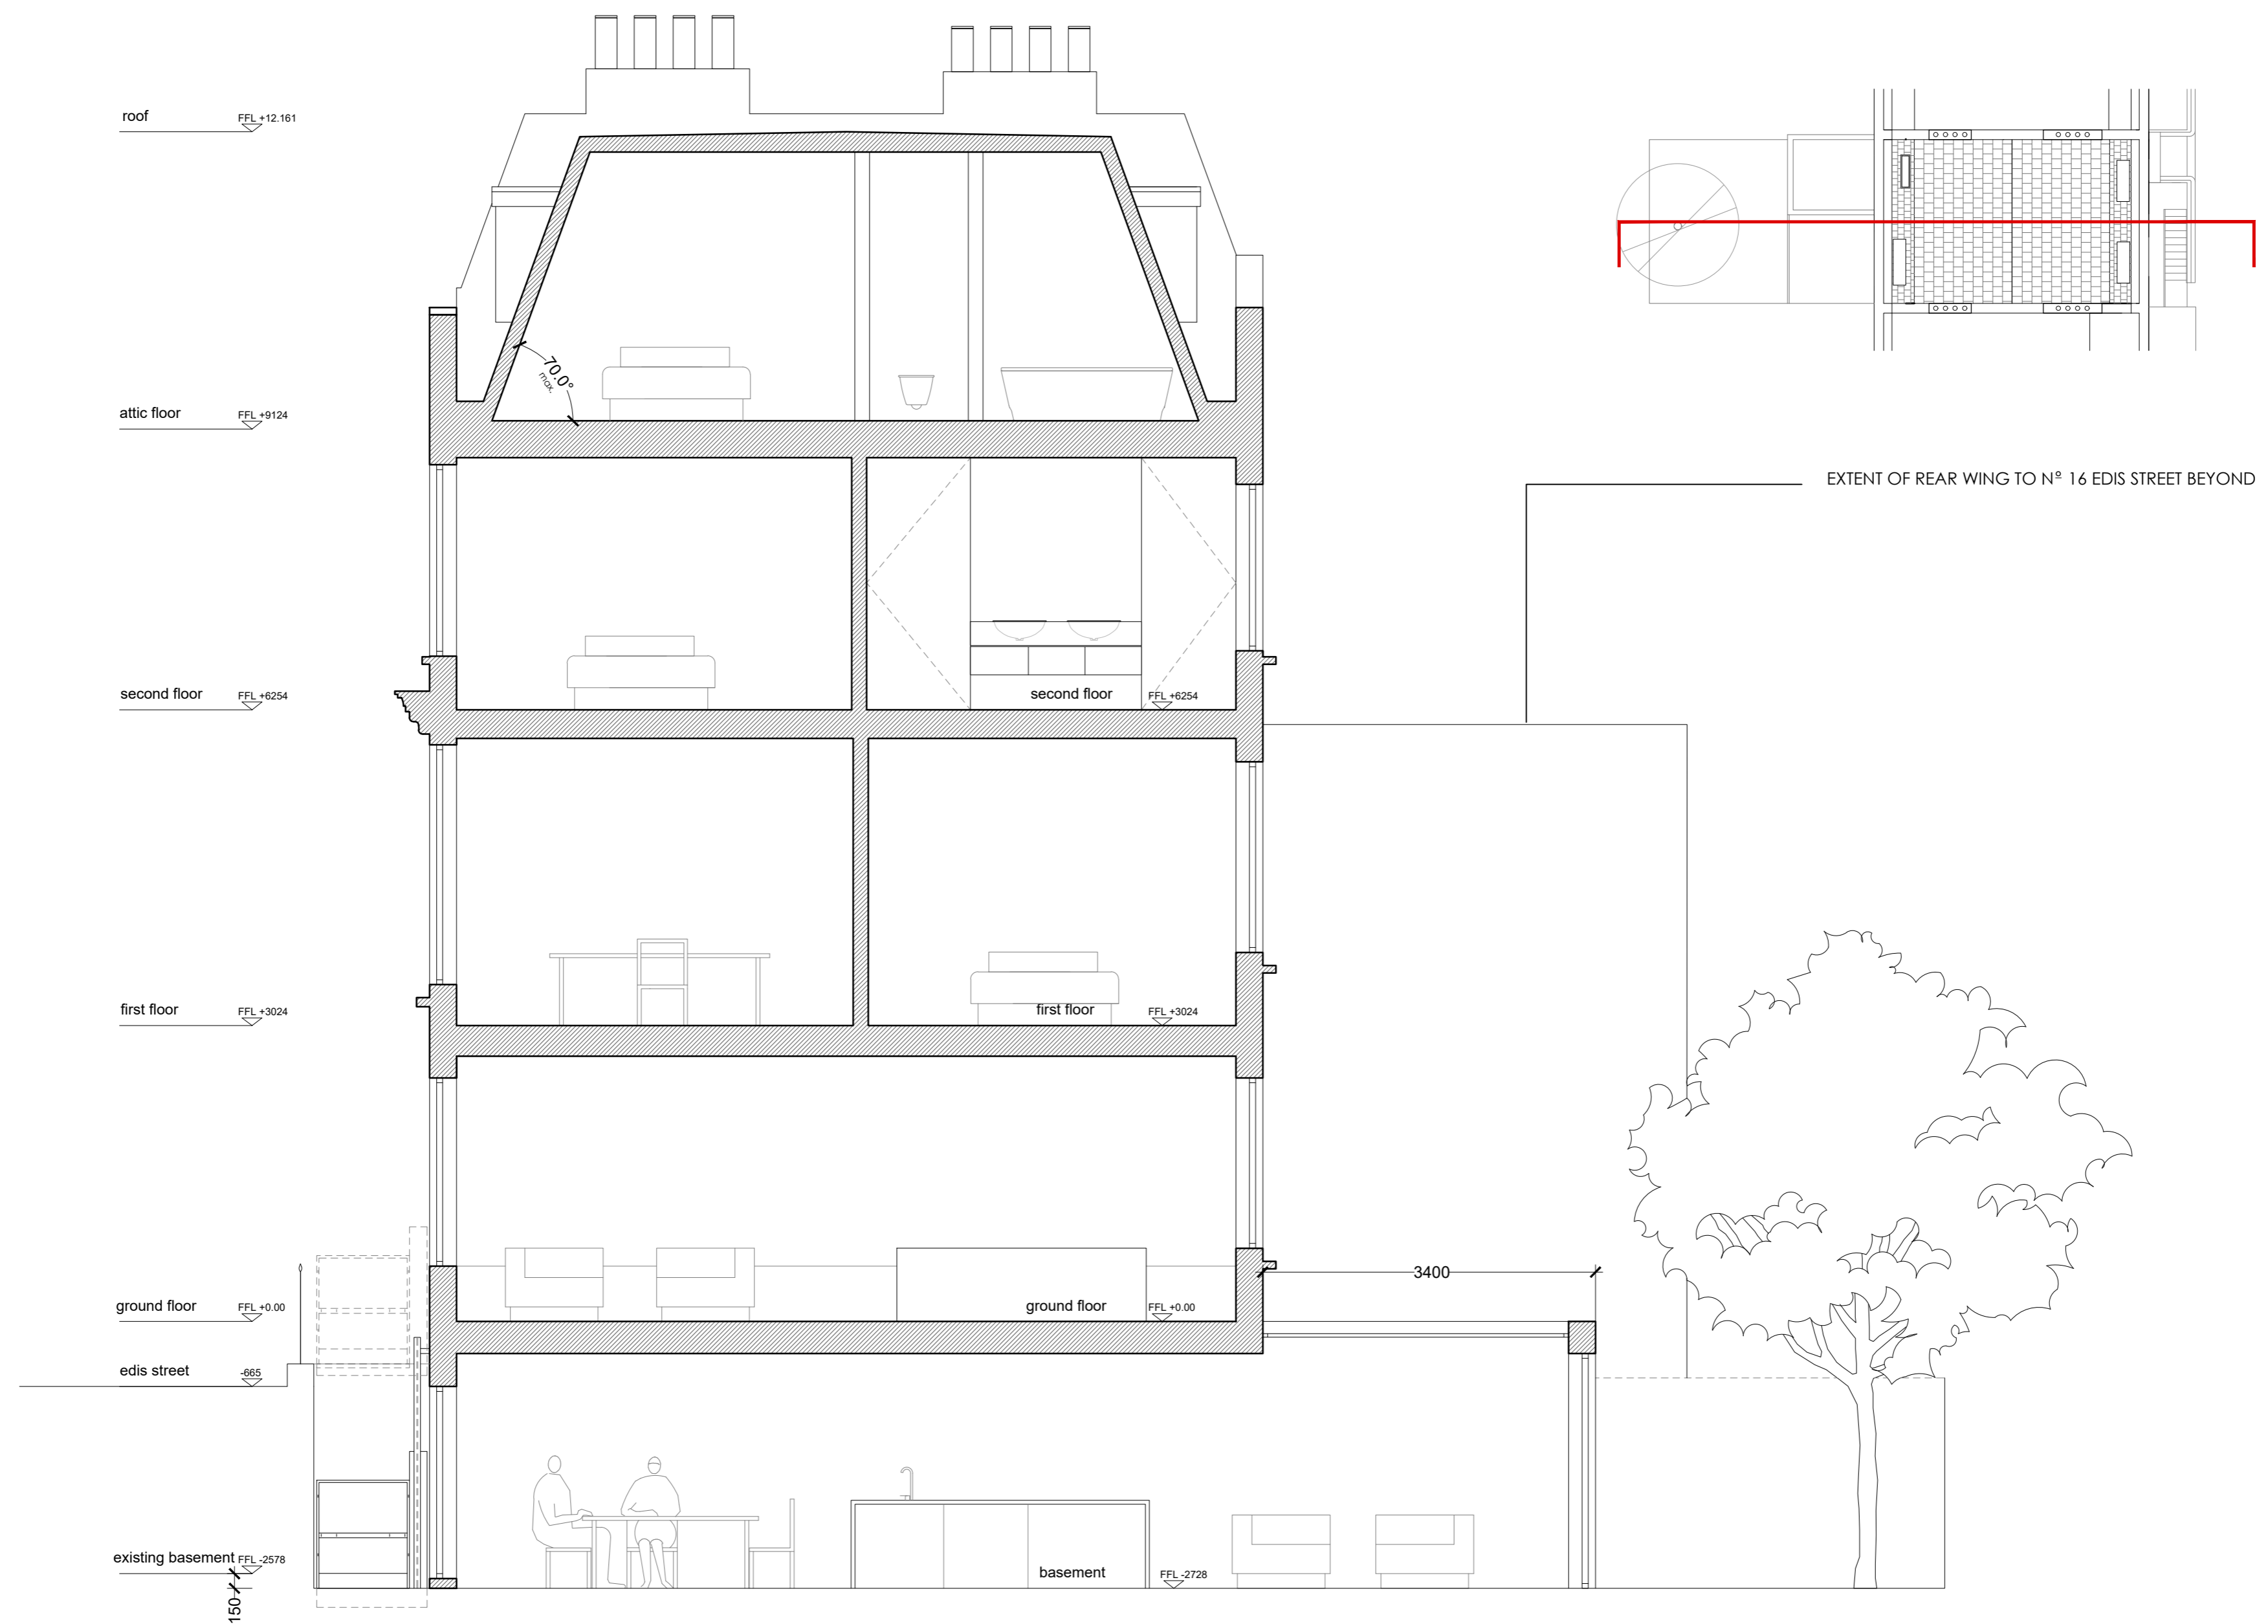 roof FFL +12.161
attic floor FFL +9124
70.0°
max.
EXTENT OF REAR WING TO Nº 16 EDIS STREET BEYOND
second floor FFL +6254
second floor FFL +6254
first floor FFL +3024
first floor FFL +3024
3400
ground floor FFL +0.00
ground floor FFL +0.00
edis street -665
existing basement FFL -2578
basement FFL -2728
150